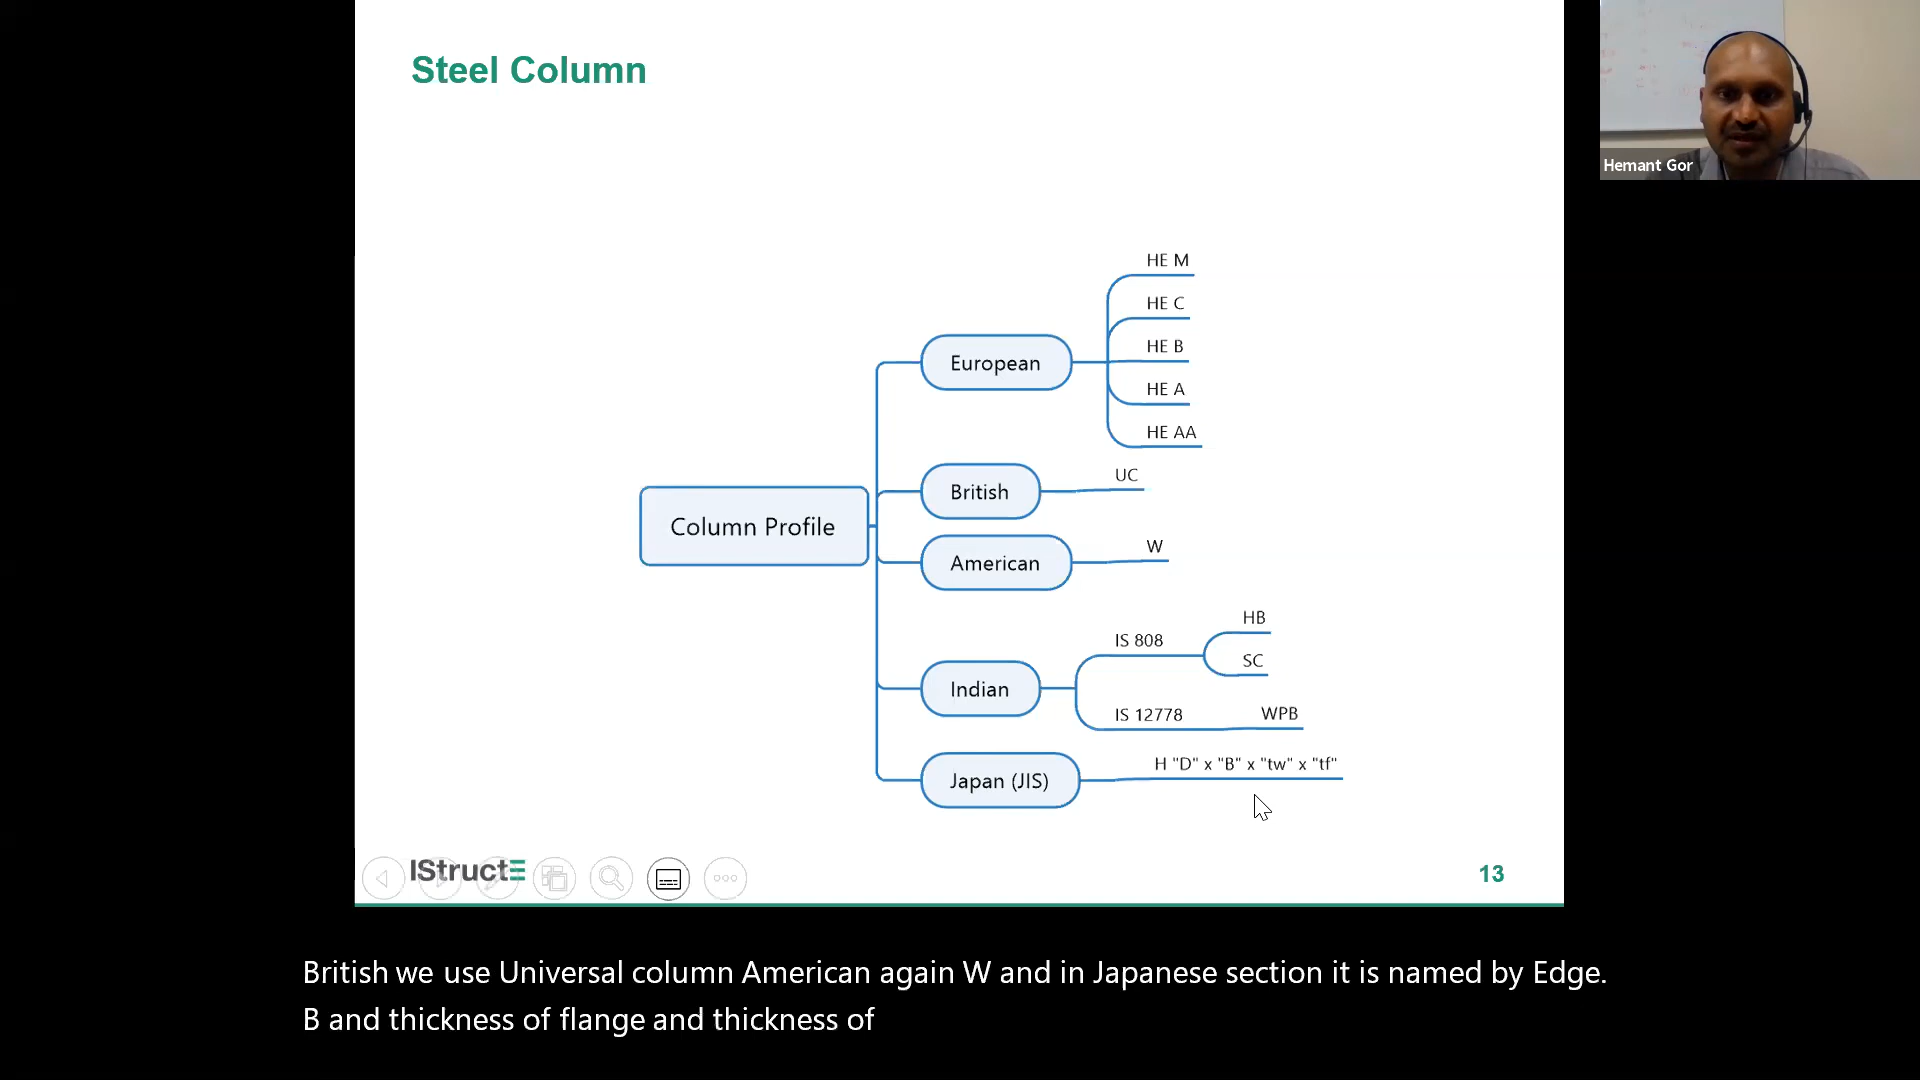 Steel Column
Hemant Gor
Column Profile
European
HE M
HE C
HE B
HE A
HE AA
British
UC
American
W
Indian
IS 808
HB
SC
IS 12778
WPB
Japan (JIS)
H "D" x "B" x "tw" x "tf"
IStructE
13
British we use Universal column American again W and in Japanese section it is named by Edge.
B and thickness of flange and thickness of